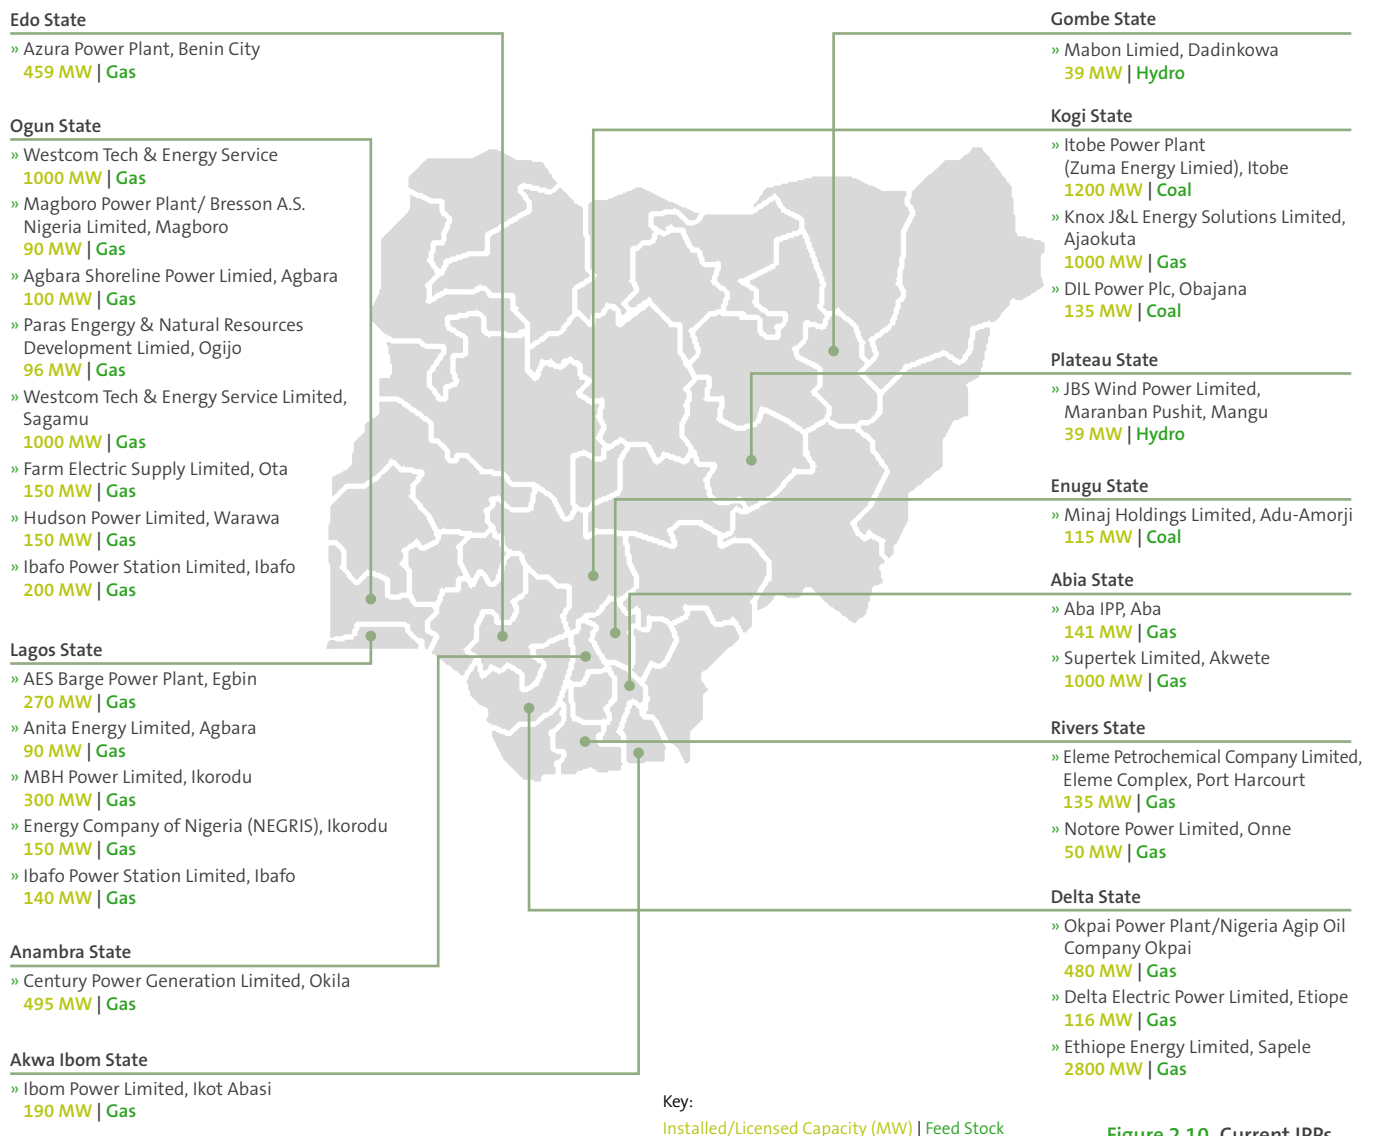 Edo State
» Azura Power Plant, Benin City
459 MW | Gas
Ogun State
» Westcom Tech & Energy Service
1000 MW | Gas
» Magboro Power Plant/ Bresson A.S.
Nigeria Limited, Magboro
90 MW | Gas
» Agbara Shoreline Power Limied, Agbara
100 MW | Gas
» Paras Engergy & Natural Resources
Development Limied, Ogijo
96 MW | Gas
» Westcom Tech & Energy Service Limited,
Sagamu
1000 MW | Gas
» Farm Electric Supply Limited, Ota
150 MW | Gas
» Hudson Power Limited, Warawa
150 MW | Gas
» Ibafo Power Station Limited, Ibafo
200 MW | Gas
Lagos State
» AES Barge Power Plant, Egbin
270 MW | Gas
» Anita Energy Limited, Agbara
90 MW | Gas
» MBH Power Limited, Ikorodu
300 MW | Gas
» Energy Company of Nigeria (NEGRIS), Ikorodu
150 MW | Gas
» Ibafo Power Station Limited, Ibafo
140 MW | Gas
Anambra State
» Century Power Generation Limited, Okila
495 MW | Gas
Akwa Ibom State
» Ibom Power Limited, Ikot Abasi
190 MW | Gas
Gombe State
» Mabon Limied, Dadinkowa
39 MW | Hydro
Kogi State
» Itobe Power Plant
(Zuma Energy Limied), Itobe
1200 MW | Coal
» Knox J&L Energy Solutions Limited,
Ajaokuta
1000 MW | Gas
» DIL Power Plc, Obajana
135 MW | Coal
Plateau State
» JBS Wind Power Limited,
Maranban Pushit, Mangu
39 MW | Hydro
Enugu State
» Minaj Holdings Limited, Adu-Amorji
115 MW | Coal
Abia State
» Aba IPP, Aba
141 MW | Gas
» Supertek Limited, Akwete
1000 MW | Gas
Rivers State
» Eleme Petrochemical Company Limited,
Eleme Complex, Port Harcourt
135 MW | Gas
» Notore Power Limited, Onne
50 MW | Gas
Delta State
» Okpai Power Plant/Nigeria Agip Oil
Company Okpai
480 MW | Gas
» Delta Electric Power Limited, Etiope
116 MW | Gas
» Ethiope Energy Limited, Sapele
2800 MW | Gas
Key:
Installed/Licensed Capacity (MW) | Feed Stock
Figure 2.10 Current IPPs